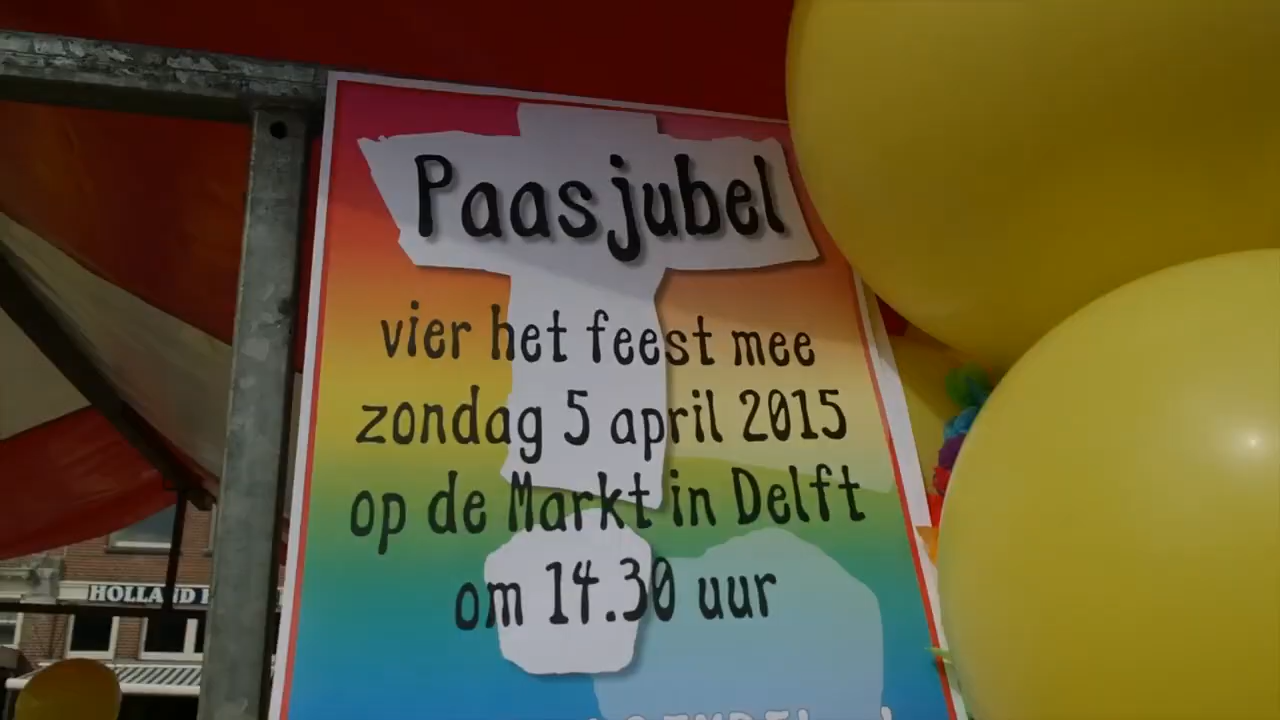 Paasjubel
vier het feest mee
zondag 5 april 2015
op de Markt in Delft
om 14.30 uur
HOLLAND